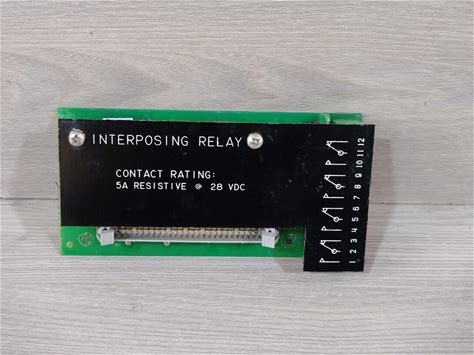 INTERPOSING RELAY
CONTACT RATING:
5A RESISTIVE @ 28 VDC
1 2 3 4 5 6 7 8 9 10 11 12